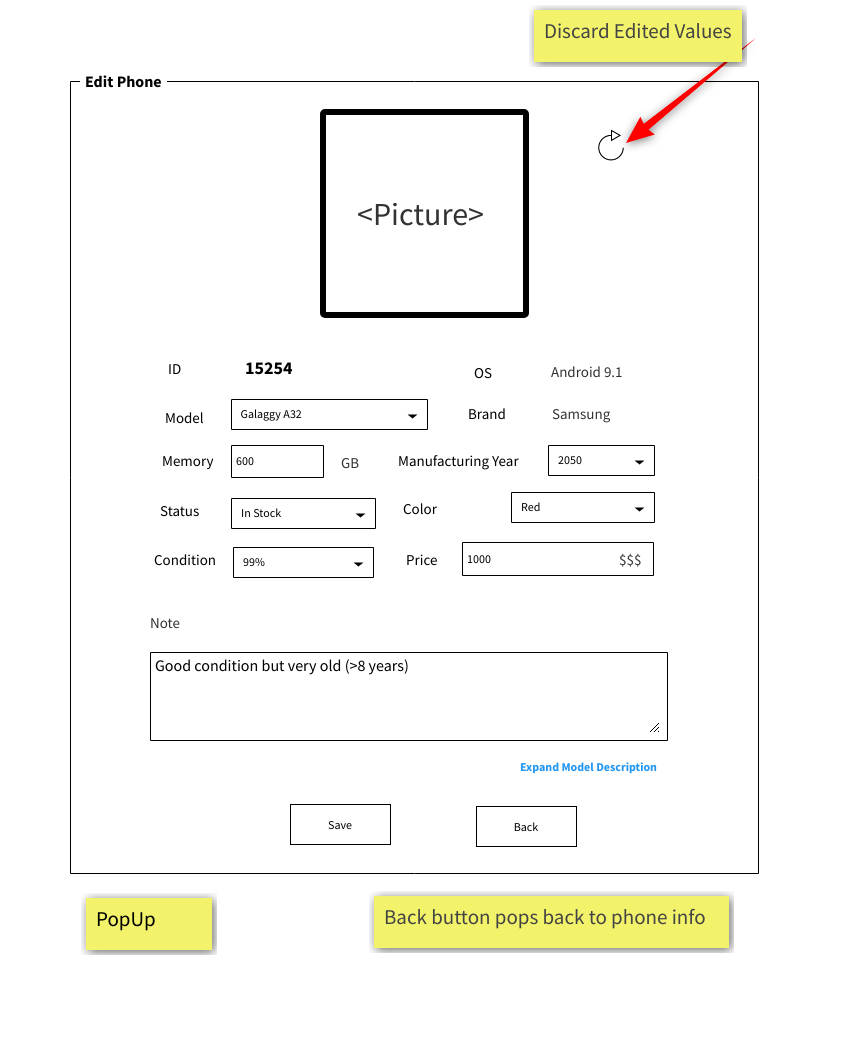 Discard Edited Values
Edit Phone
<Picture>
ID 15254 OS Android 9.1
Model Galaggy A32 Brand Samsung
Memory 600 GB Manufacturing Year 2050
Status In Stock Color Red
Condition 99% Price 1000 $$$
Note
Good condition but very old (>8 years)
Expand Model Description
Save Back
PopUp Back button pops back to phone info